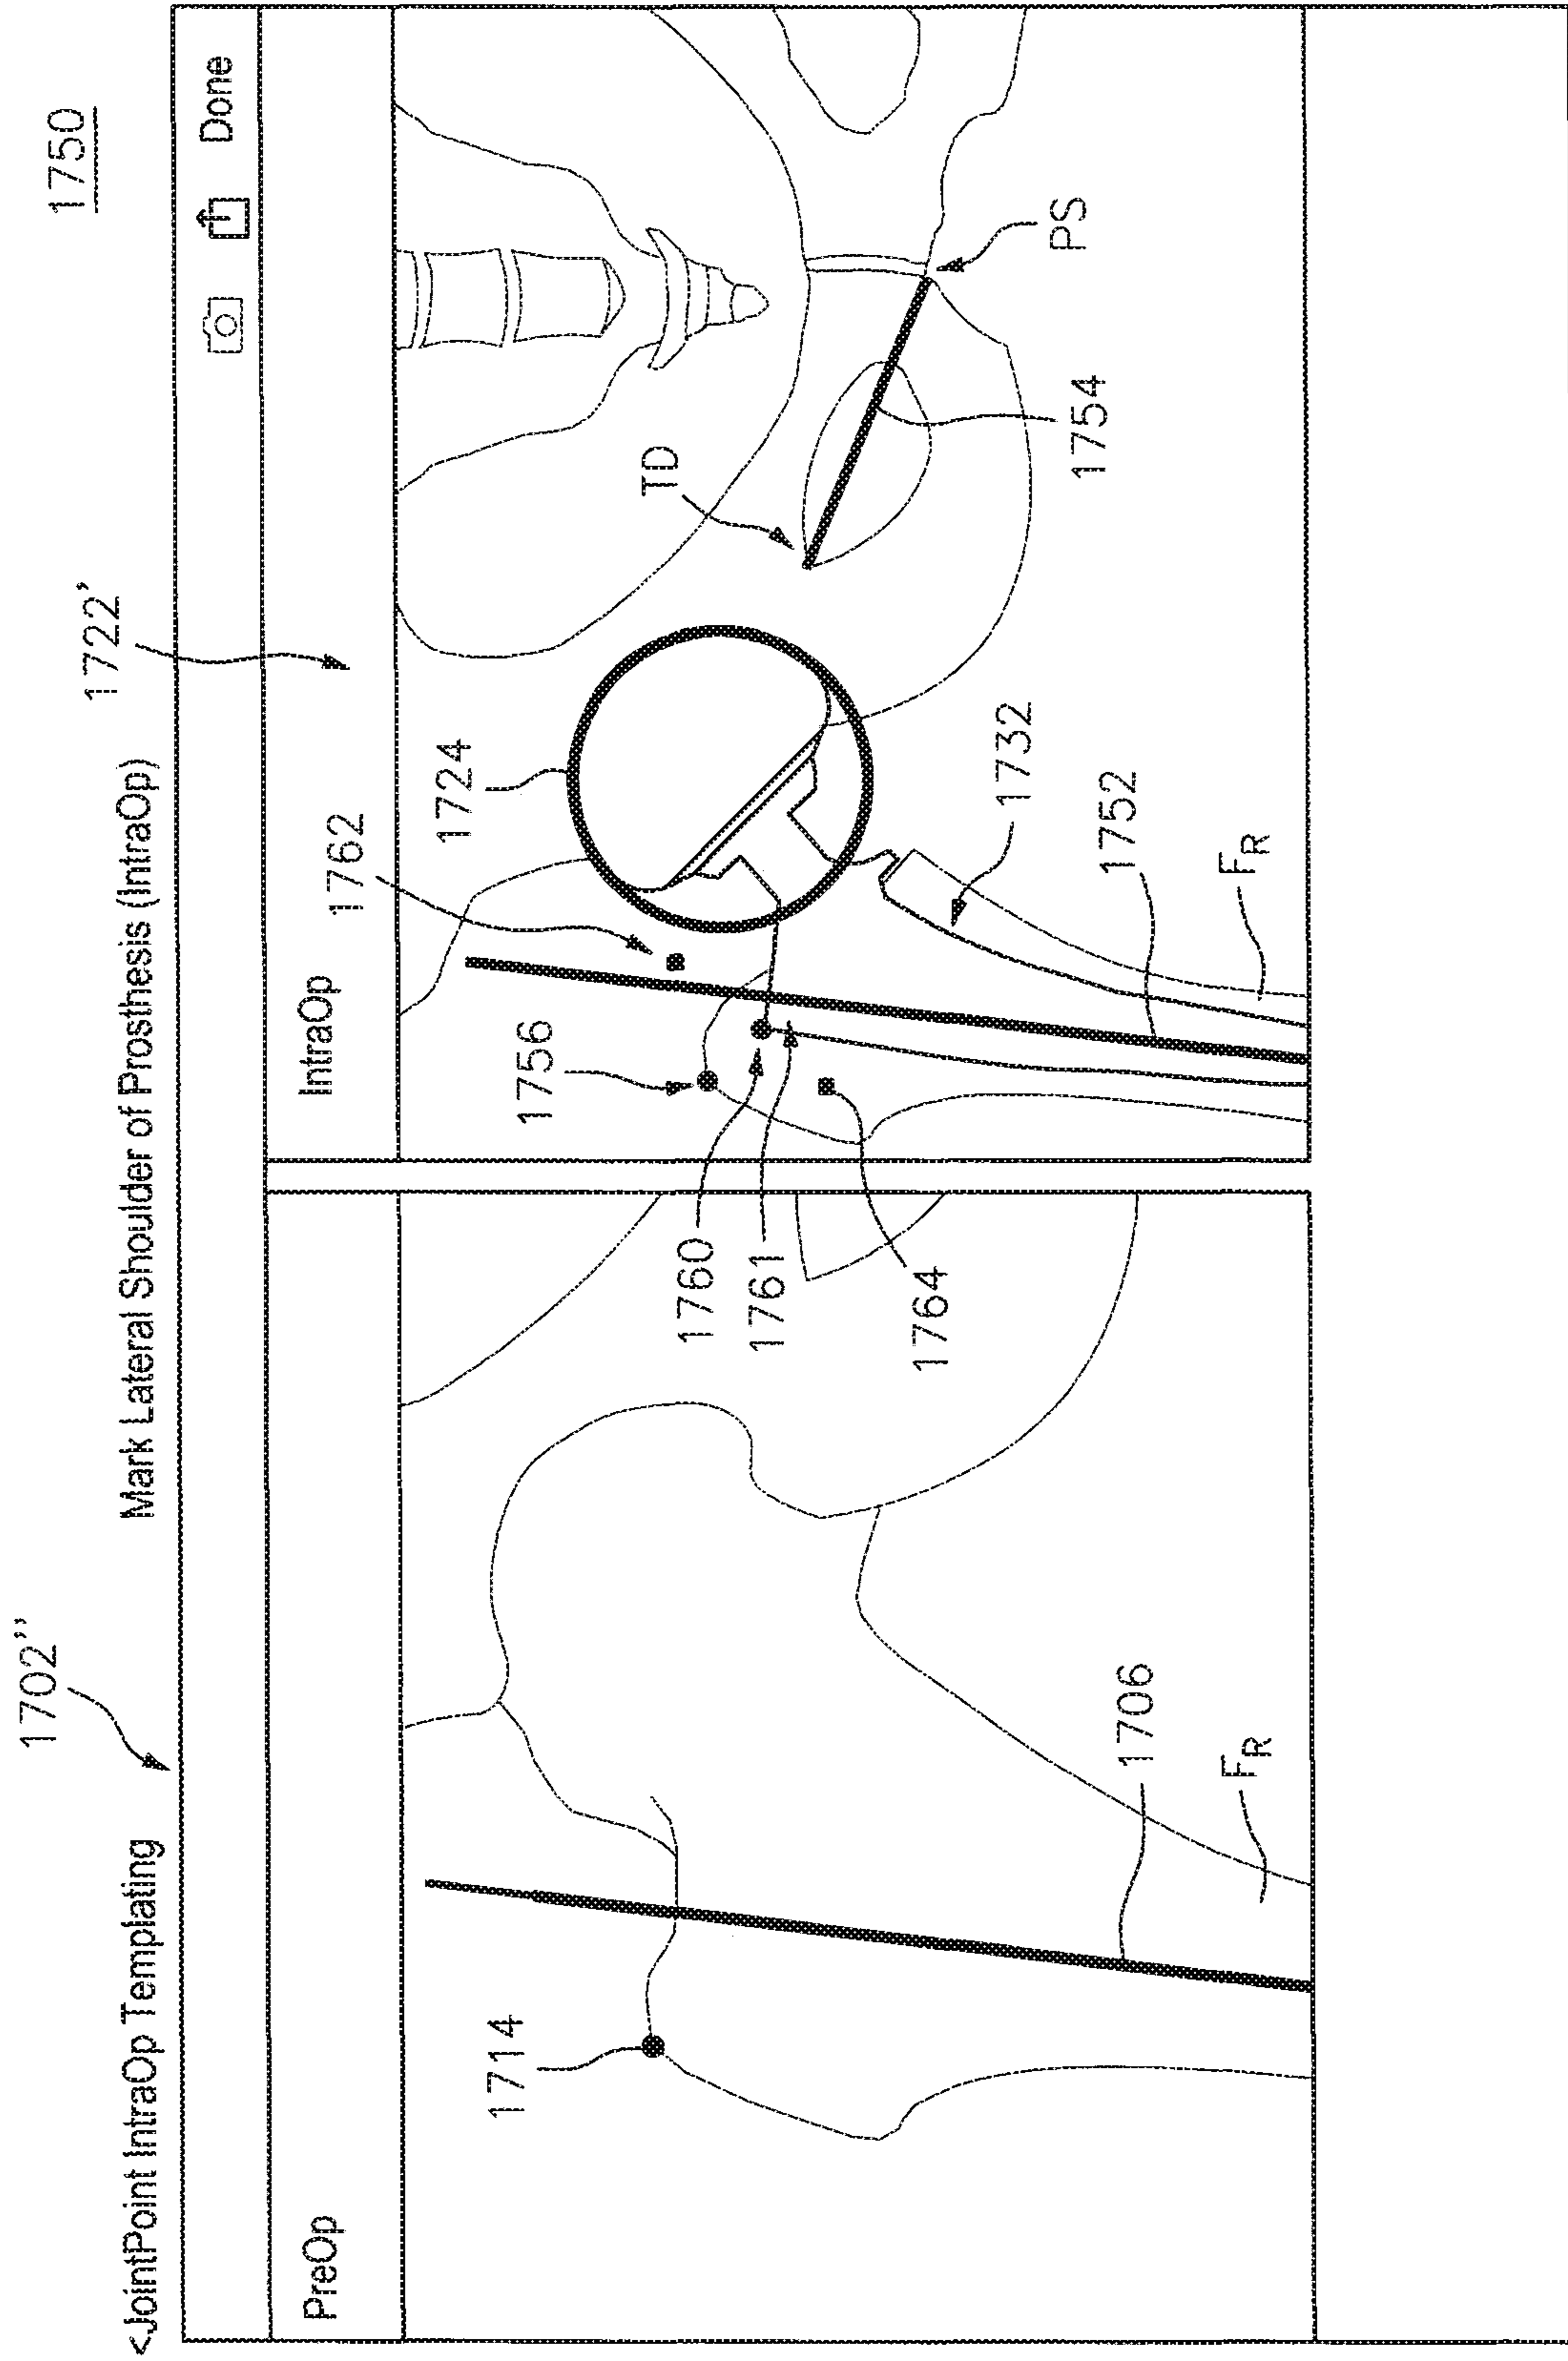 1750
1702''
1722'
<JointPoint IntraOp Templating
Mark Lateral Shoulder of Prosthesis (IntraOp)
Done
PreOp
IntraOp
1762
1724
1714
1756
TD
1760
1761
1764
1732
PS
1754
1706
1752
FR
FR